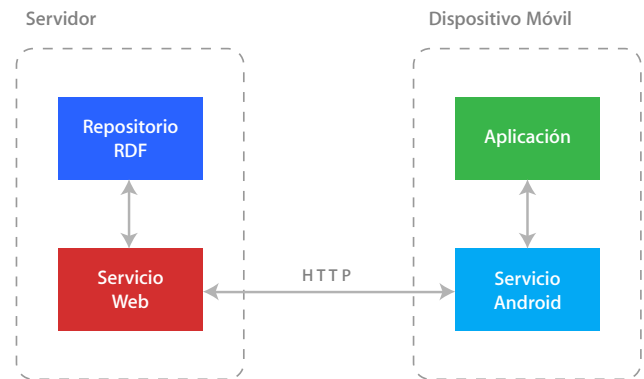 Servidor
Dispositivo Móvil
Repositorio
RDF
Aplicación
Servicio
Web
HTTP
Servicio
Android